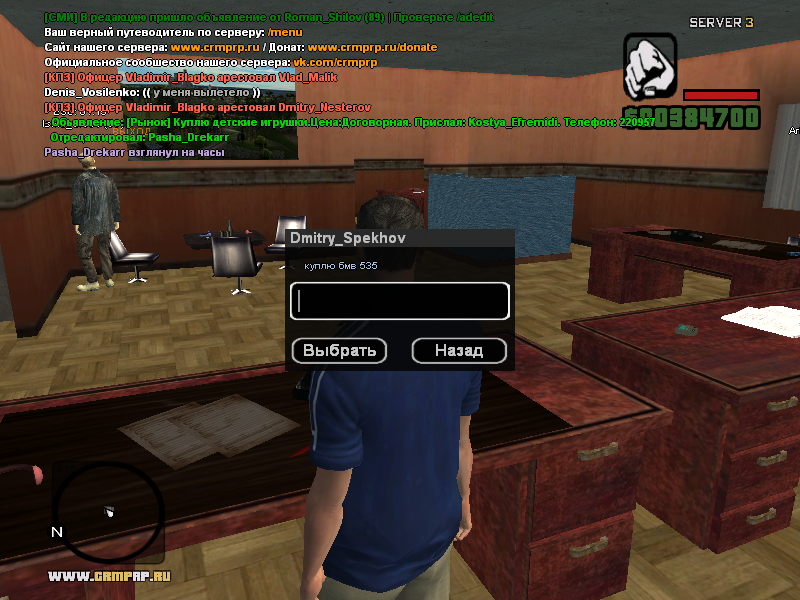 [СМИ] В редакцию пришло объявление от Roman_Shilov (89) | Проверьте /adedit
SERVER 3
Ваш верный путеводитель по серверу: /menu
Сайт нашего сервера: www.crmprp.ru / Донат: www.crmprp.ru/donate
Официальное сообщество нашего сервера: vk.com/crmprp
[КПЗ] Офицер Vladimir_Blagko арестовал Vlad_Malik
Denis_Vosilenko: (( у меня вылетело ))
[КПЗ] Офицер Vladimir_Blagko арестовал Dmitry_Nesterov
00384700
Объявление: [Рынок] Куплю детские игрушки.Цена:Договорная. Прислал: Kostya_Efremidi. Телефон: 220957
Выход
Отредактировал: Pasha_Drekarr
Pasha_Drekarr взглянул на часы
Dmitry_Spekhov
куплю бмв 535
Выбрать
Назад
N
WWW.CRMPRP.RU